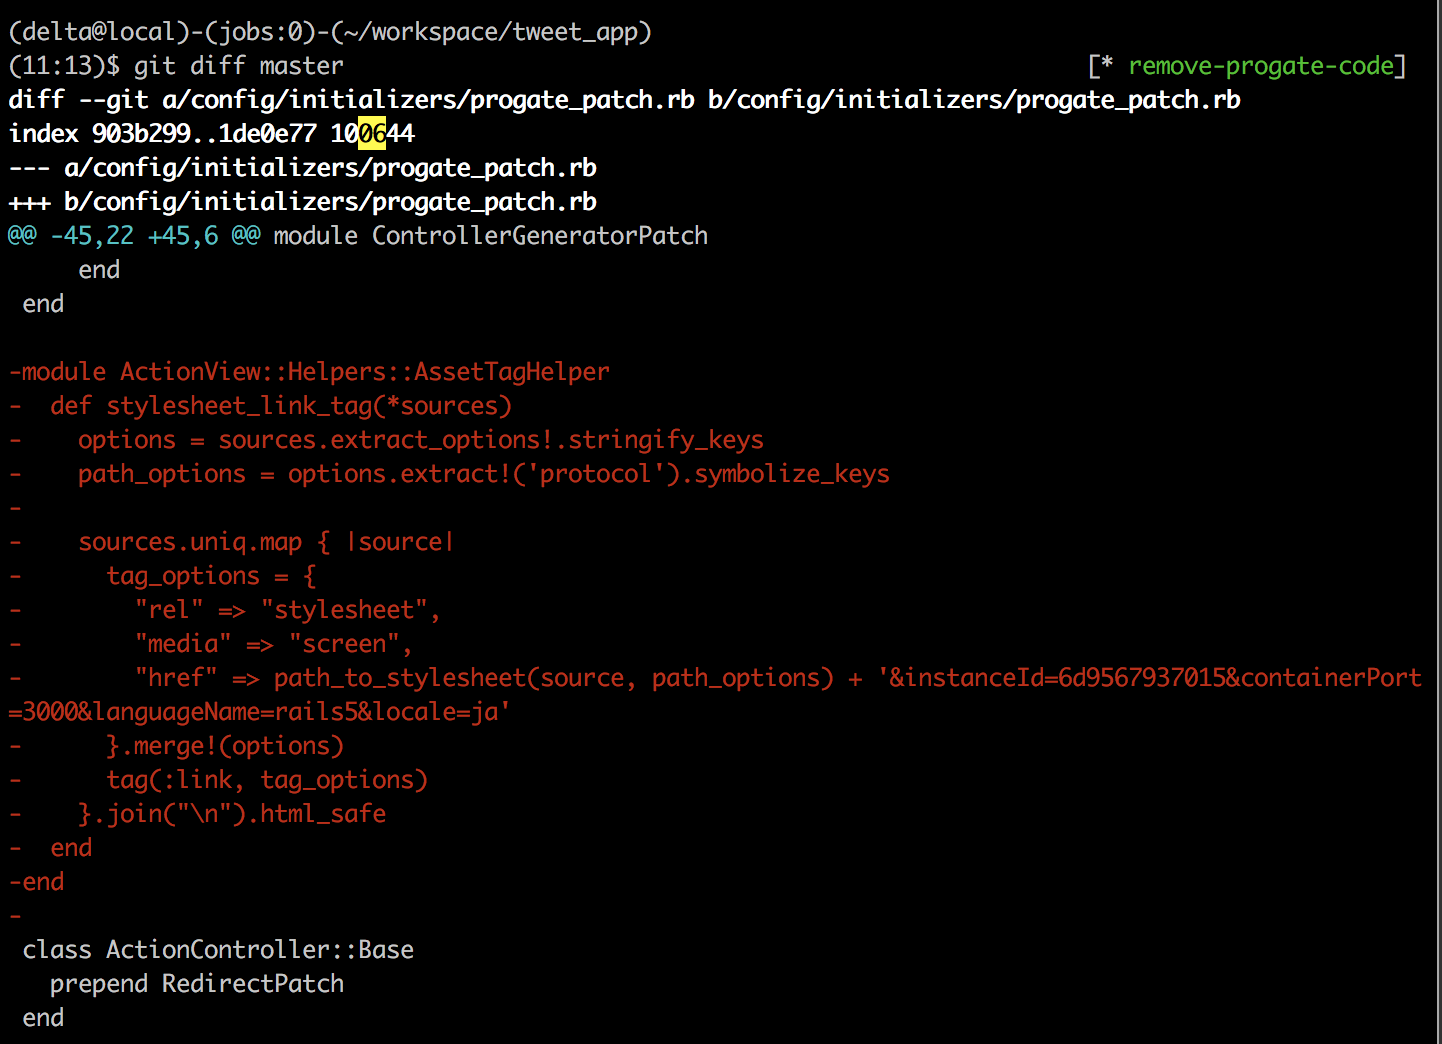 (delta@local)-(jobs:0)-(~/workspace/tweet_app)
(11:13)$ git diff master [* remove-progate-code]
diff --git a/config/initializers/progate_patch.rb b/config/initializers/progate_patch.rb
index 903b299..1de0e77 100644
--- a/config/initializers/progate_patch.rb
+++ b/config/initializers/progate_patch.rb
@@ -45,22 +45,6 @@ module ControllerGeneratorPatch
     end
 end

-module ActionView::Helpers::AssetTagHelper
-  def stylesheet_link_tag(*sources)
-    options = sources.extract_options!.stringify_keys
-    path_options = options.extract!('protocol').symbolize_keys
-
-    sources.uniq.map { |source|
-      tag_options = {
-        "rel" => "stylesheet",
-        "media" => "screen",
-        "href" => path_to_stylesheet(source, path_options) + '&instanceId=6d9567937015&containerPort
=3000&languageName=rails5&locale=ja'
-      }.merge!(options)
-      tag(:link, tag_options)
-    }.join("\n").html_safe
-  end
-end
-
 class ActionController::Base
   prepend RedirectPatch
 end